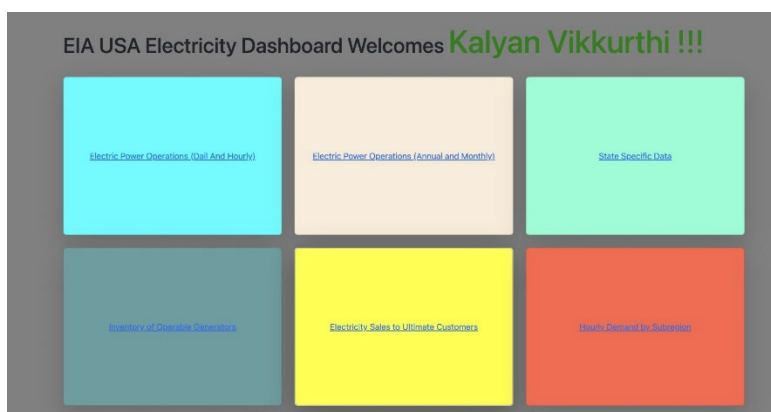 EIA USA Electricity Dashboard Welcomes Kalyan Vikkurthi !!!
Electric Power Operations (Dail And Hourly)
Electric Power Operations (Annual and Monthly)
State Specific Data
Inventory of Operable Generators
Electricity Sales to Ultimate Customers
Hourly Demand by Subregion